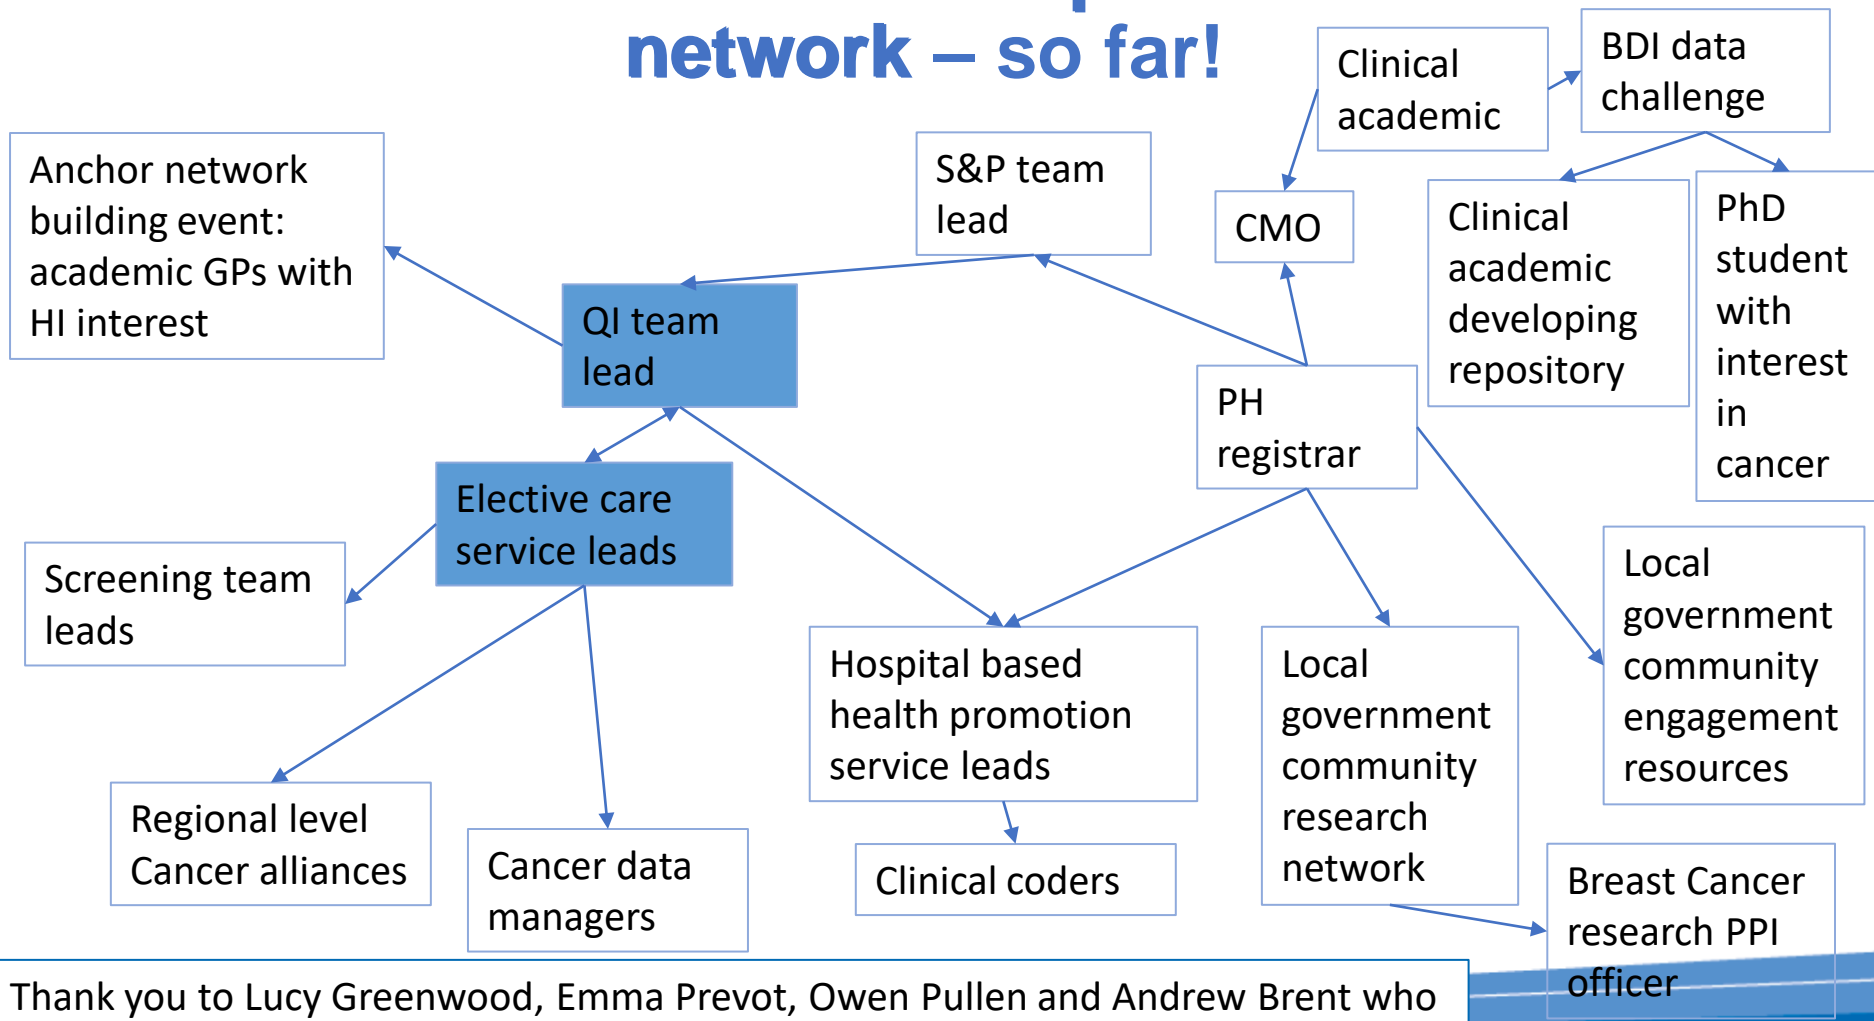 network – so far!
Clinical
academic
BDI data
challenge
Anchor network
building event:
academic GPs with
HI interest
S&P team
lead
CMO
Clinical
academic
developing
repository
PhD
student
with
interest
in
cancer
QI team
lead
PH
registrar
Elective care
service leads
Screening team
leads
Local
government
community
engagement
resources
Hospital based
health promotion
service leads
Local
government
community
research
network
Regional level
Cancer alliances
Cancer data
managers
Clinical coders
Breast Cancer
research PPI
officer
Thank you to Lucy Greenwood, Emma Prevot, Owen Pullen and Andrew Brent who